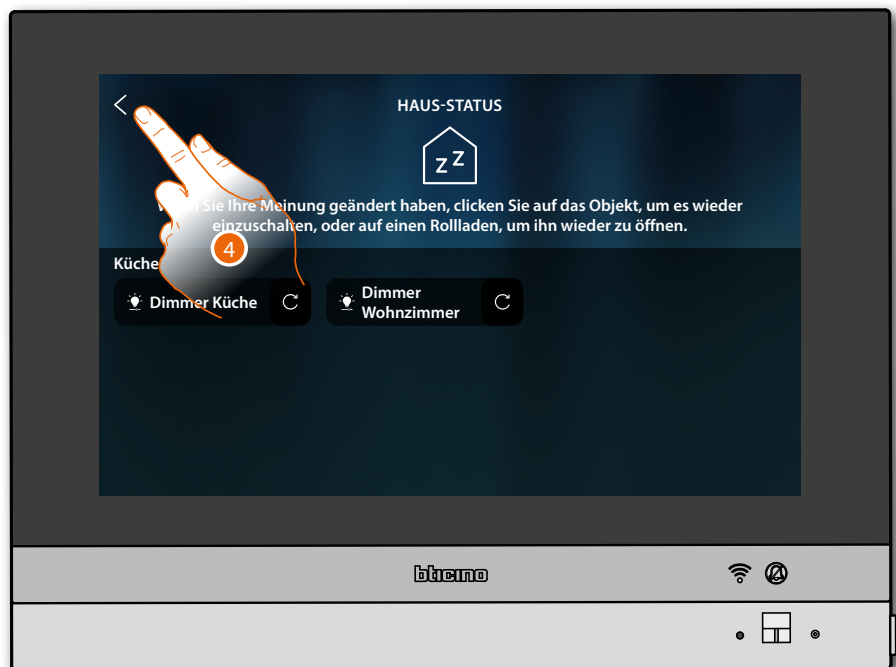 HAUS-STATUS
Sie Ihre Meinung geändert haben, clicken Sie auf das Objekt, um es wieder
einzuschalten, oder auf einen Rollladen, um ihn wieder zu öffnen.
4
Küche
Dimmer Küche
Dimmer
Wohnzimmer
bticino